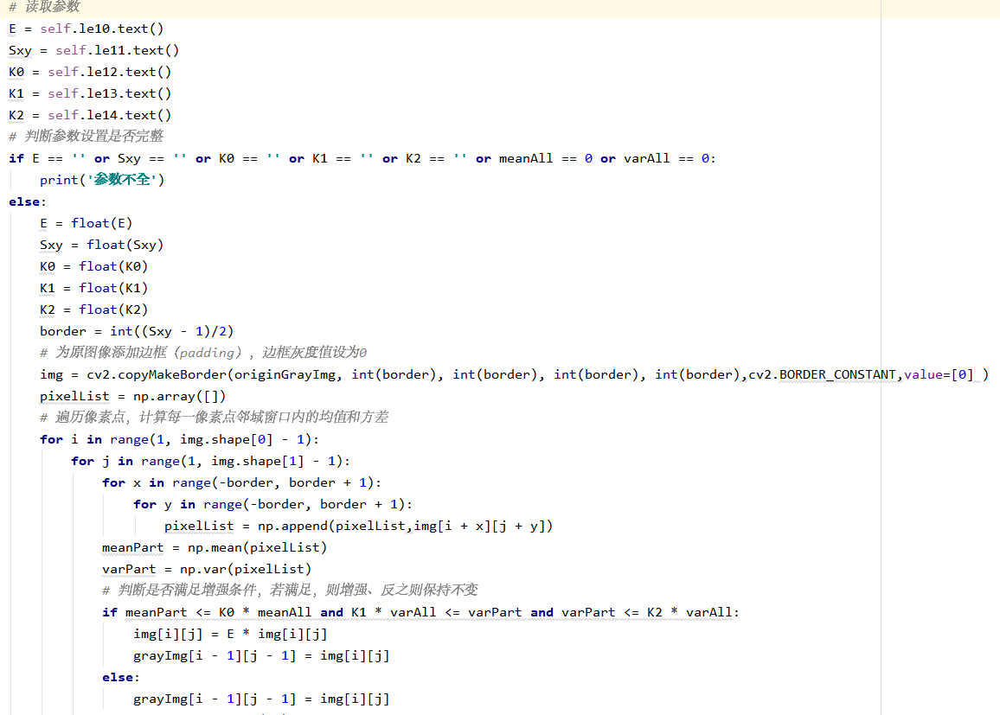 # 读取参数
E = self.le10.text()
Sxy = self.le11.text()
K0 = self.le12.text()
K1 = self.le13.text()
K2 = self.le14.text()
# 判断参数设置是否完整
if E == '' or Sxy == '' or K0 == '' or K1 == '' or K2 == '' or meanAll == 0 or varAll == 0:
    print('参数不全')
else:
    E = float(E)
    Sxy = float(Sxy)
    K0 = float(K0)
    K1 = float(K1)
    K2 = float(K2)
    border = int((Sxy - 1)/2)
    # 为原图像添加边框（padding），边框灰度值设为0
    img = cv2.copyMakeBorder(originGrayImg, int(border), int(border), int(border), int(border),cv2.BORDER_CONSTANT,value=[0] )
    pixelList = np.array([])
    # 遍历像素点，计算每一像素点邻域窗口内的均值和方差
    for i in range(1, img.shape[0] - 1):
        for j in range(1, img.shape[1] - 1):
            for x in range(-border, border + 1):
                for y in range(-border, border + 1):
                    pixelList = np.append(pixelList,img[i + x][j + y])
            meanPart = np.mean(pixelList)
            varPart = np.var(pixelList)
            # 判断是否满足增强条件，若满足，则增强、反之则保持不变
            if meanPart <= K0 * meanAll and K1 * varAll <= varPart and varPart <= K2 * varAll:
                img[i][j] = E * img[i][j]
                grayImg[i - 1][j - 1] = img[i][j]
            else:
                grayImg[i - 1][j - 1] = img[i][j]